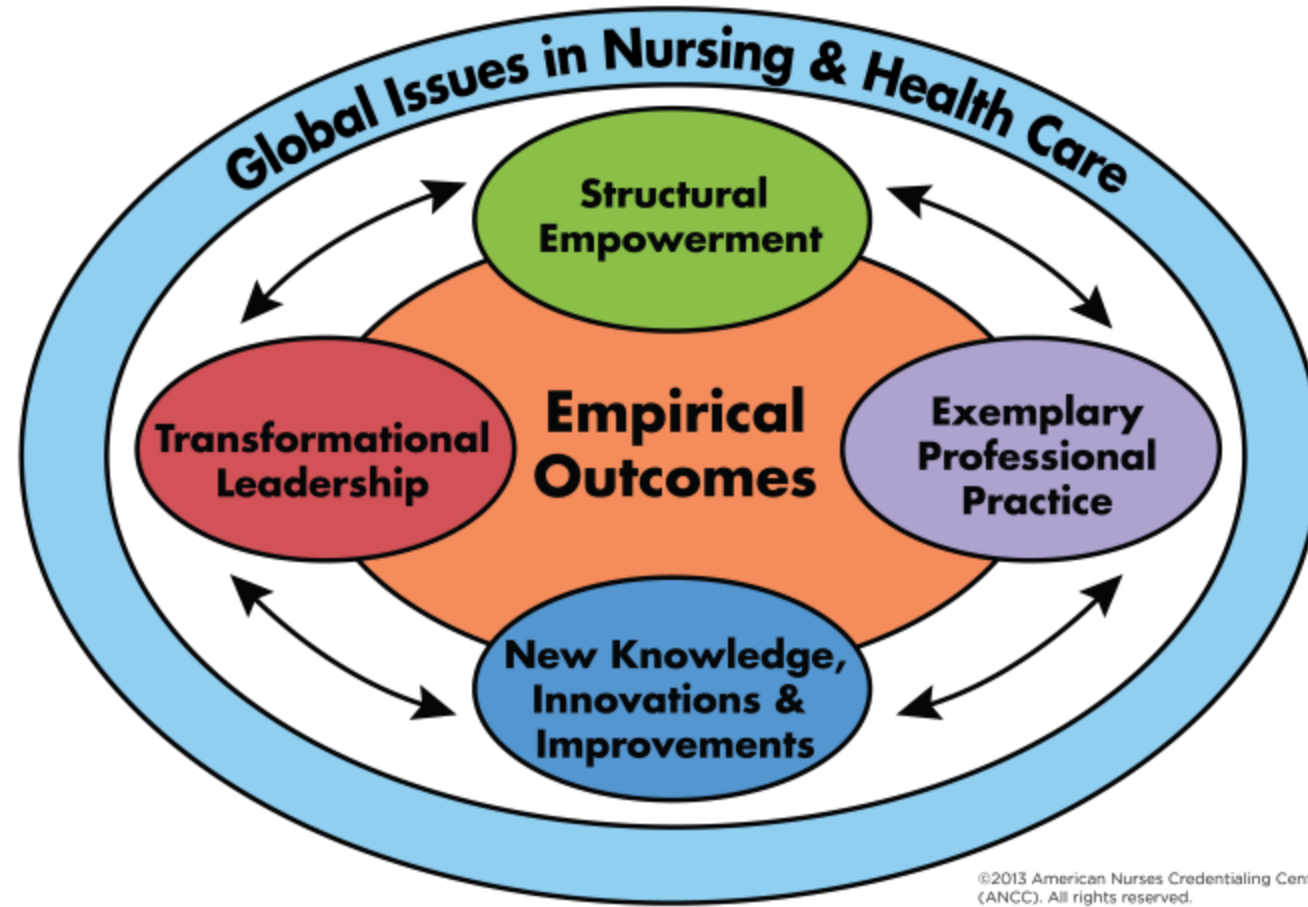 Global Issues in Nursing & Health Care
Structural
Empowerment
Transformational
Leadership
Empirical
Outcomes
Exemplary
Professional
Practice
New Knowledge,
Innovations &
Improvements
©2013 American Nurses Credentialing Cent
(ANCC). All rights reserved.